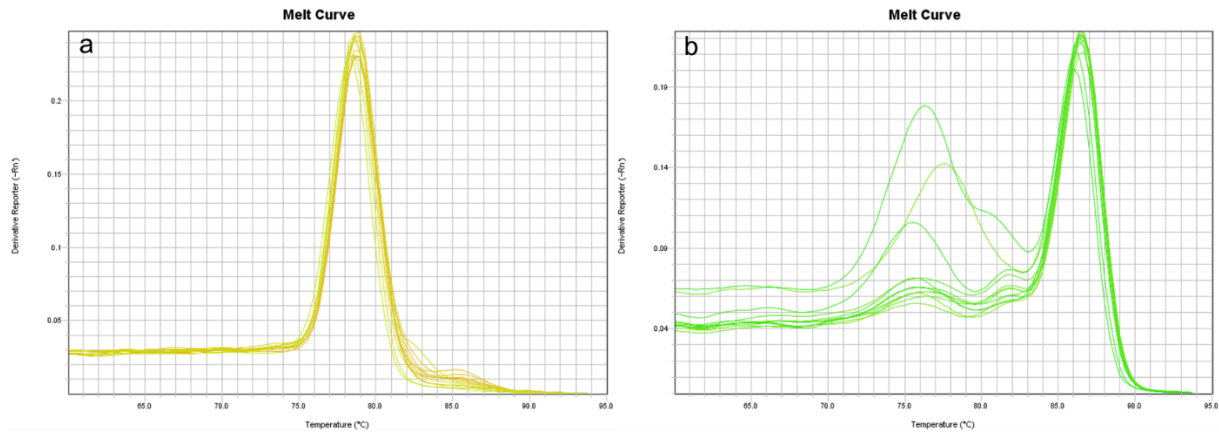 Melt Curve
a
0.2
0.15
0.1
0.05
Derivative Reporter (-Rn')
65.0 70.0 75.0 80.0 85.0 90.0 95.0
Temperature (°C)
Melt Curve
b
0.19
0.14
0.09
0.04
Derivative Reporter (-Rn')
65.0 70.0 75.0 80.0 85.0 90.0 95.0
Temperature (°C)